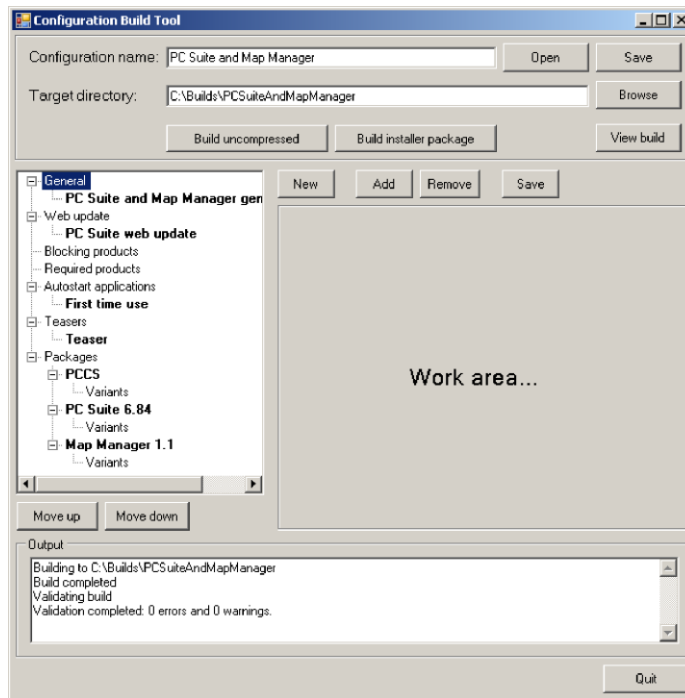 Configuration Build Tool
Configuration name: PC Suite and Map Manager Open Save
Target directory: C:\Builds\PCSuiteAndMapManager Browse
Build uncompressed Build installer package View build
New Add Remove Save
General
PC Suite and Map Manager gen
Web update
PC Suite web update
Blocking products
Required products
Autostart applications
First time use
Teasers
Teaser
Packages
PCCS
Variants
PC Suite 6.84
Variants
Map Manager 1.1
Variants
Work area...
Move up Move down
Output
Building to C:\Builds\PCSuiteAndMapManager
Build completed
Validating build
Validation completed: 0 errors and 0 warnings.
Quit